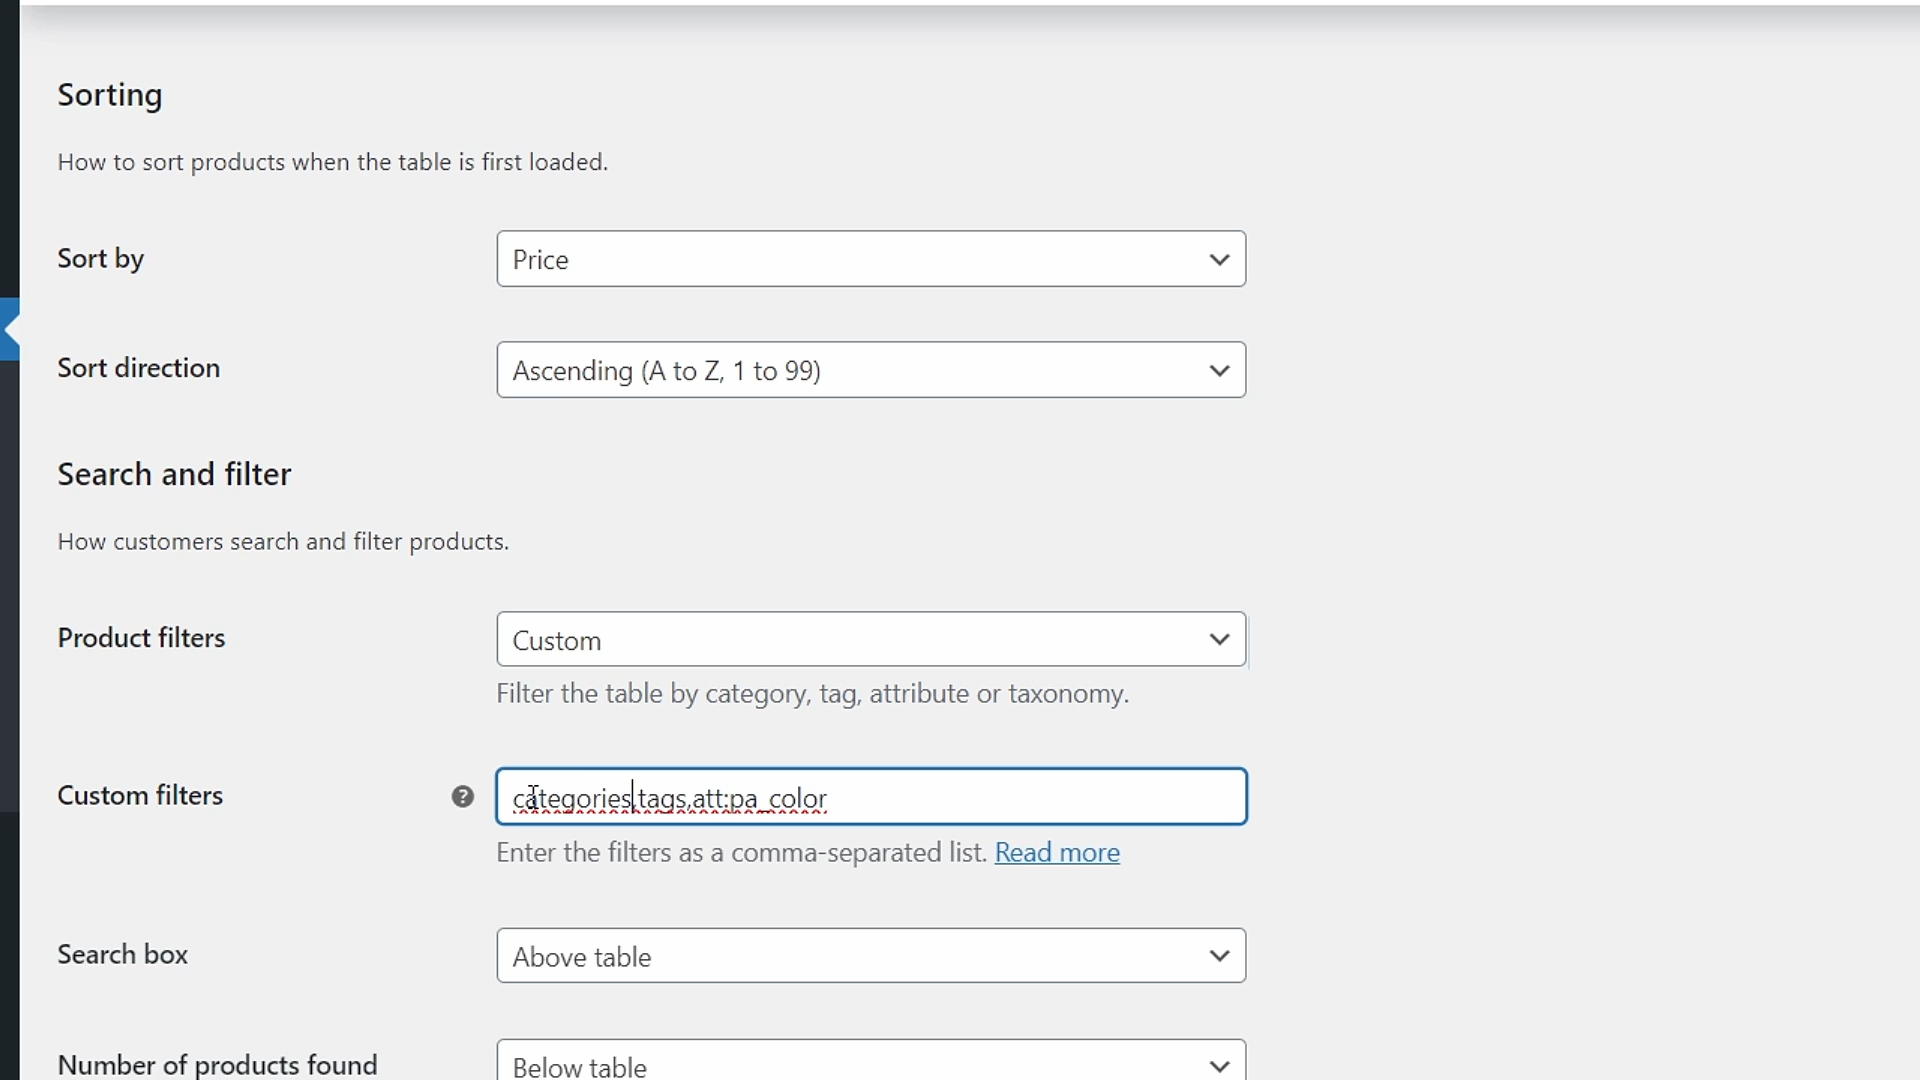 Sorting
How to sort products when the table is first loaded.
Sort by
Price
Sort direction
Ascending (A to Z, 1 to 99)
Search and filter
How customers search and filter products.
Product filters
Custom
Filter the table by category, tag, attribute or taxonomy.
Custom filters
?
categories,tags,att:pa_color
Enter the filters as a comma-separated list. Read more
Search box
Above table
Number of products found
Below table